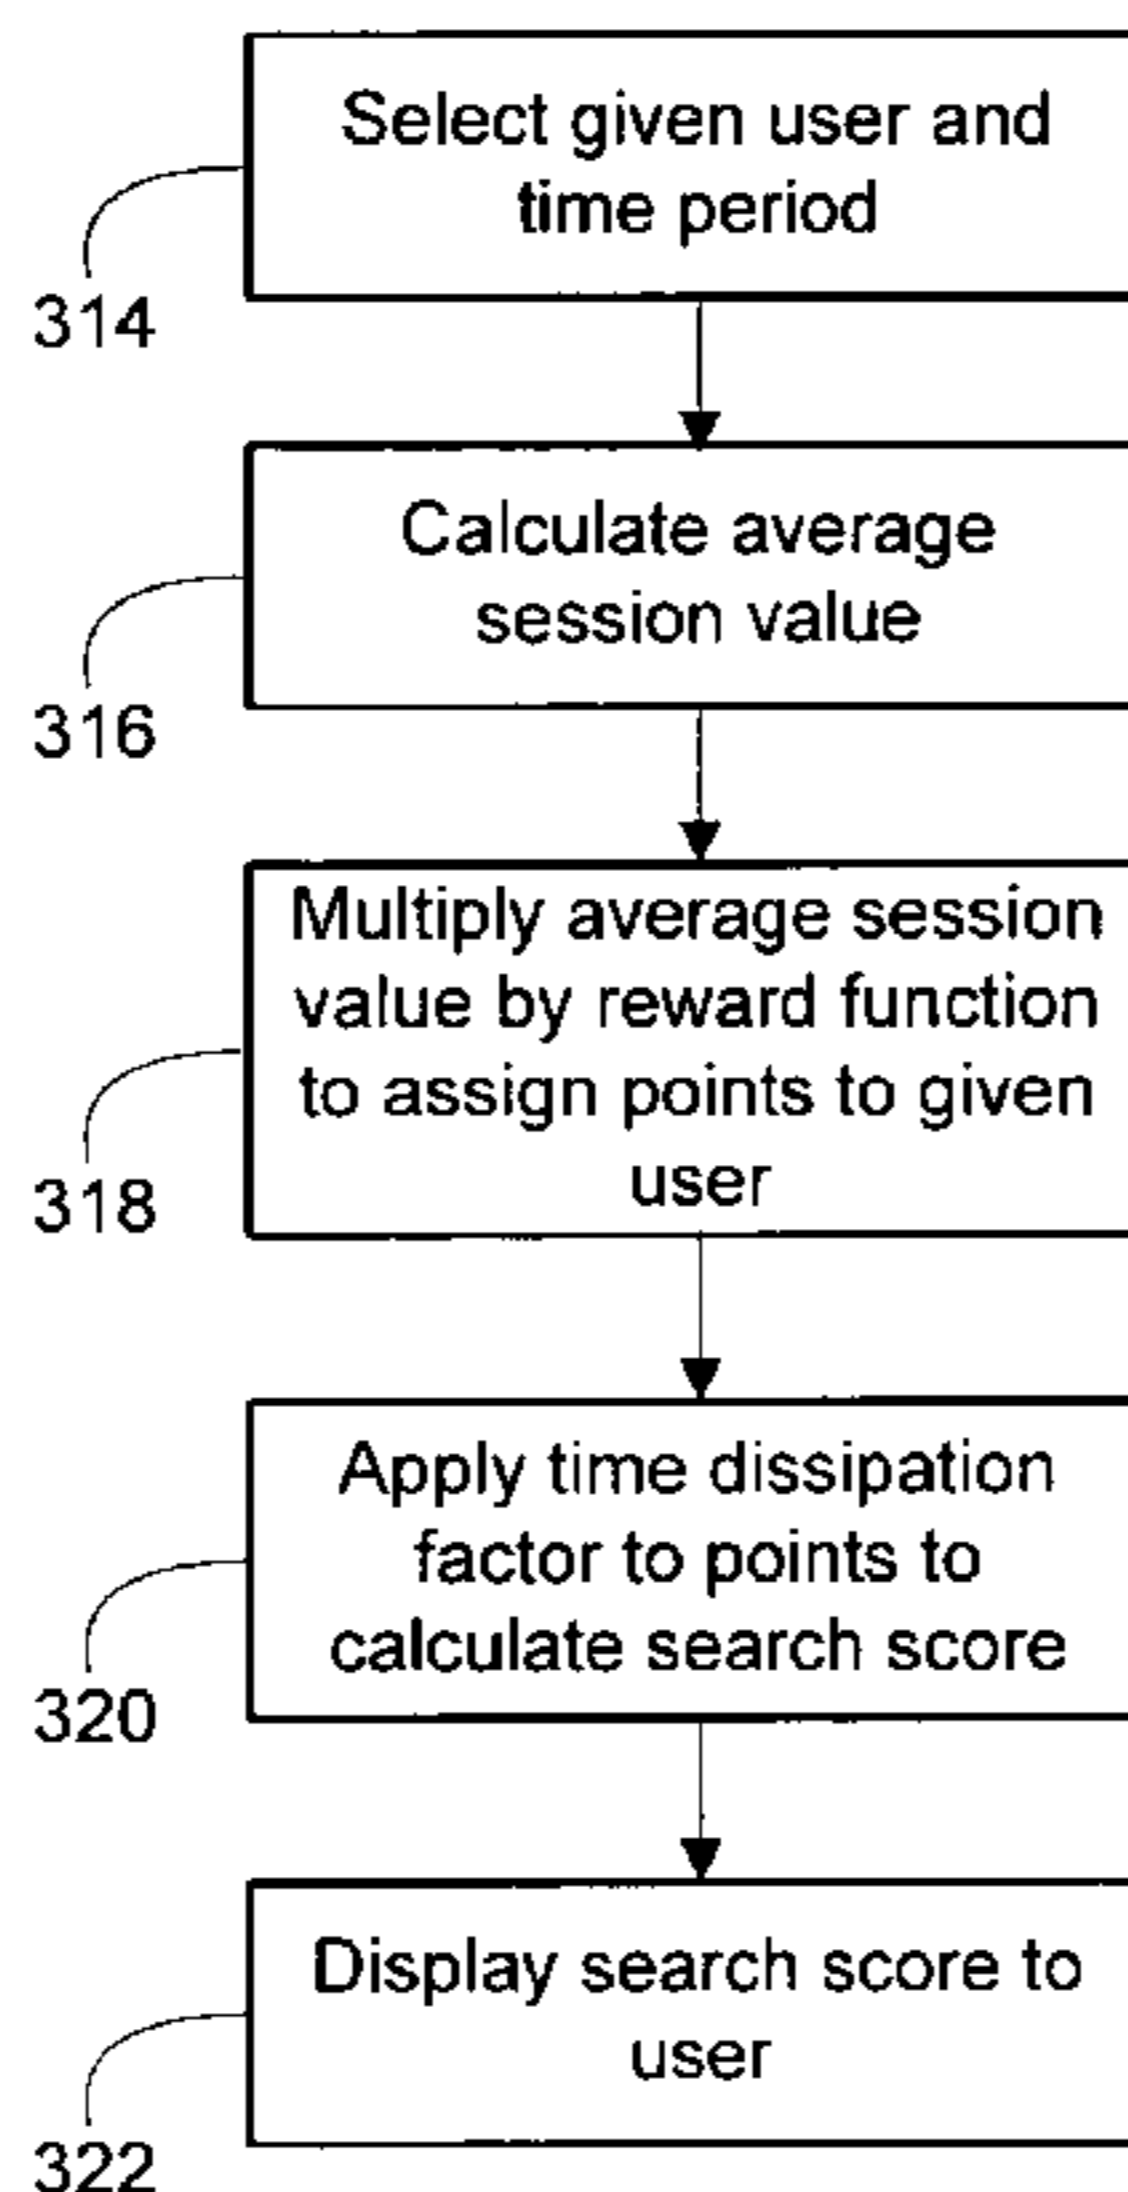 Select given user and
time period
314
Calculate average
session value
316
Multiply average session
value by reward function
to assign points to given
user
318
Apply time dissipation
factor to points to
calculate search score
320
Display search score to
user
322